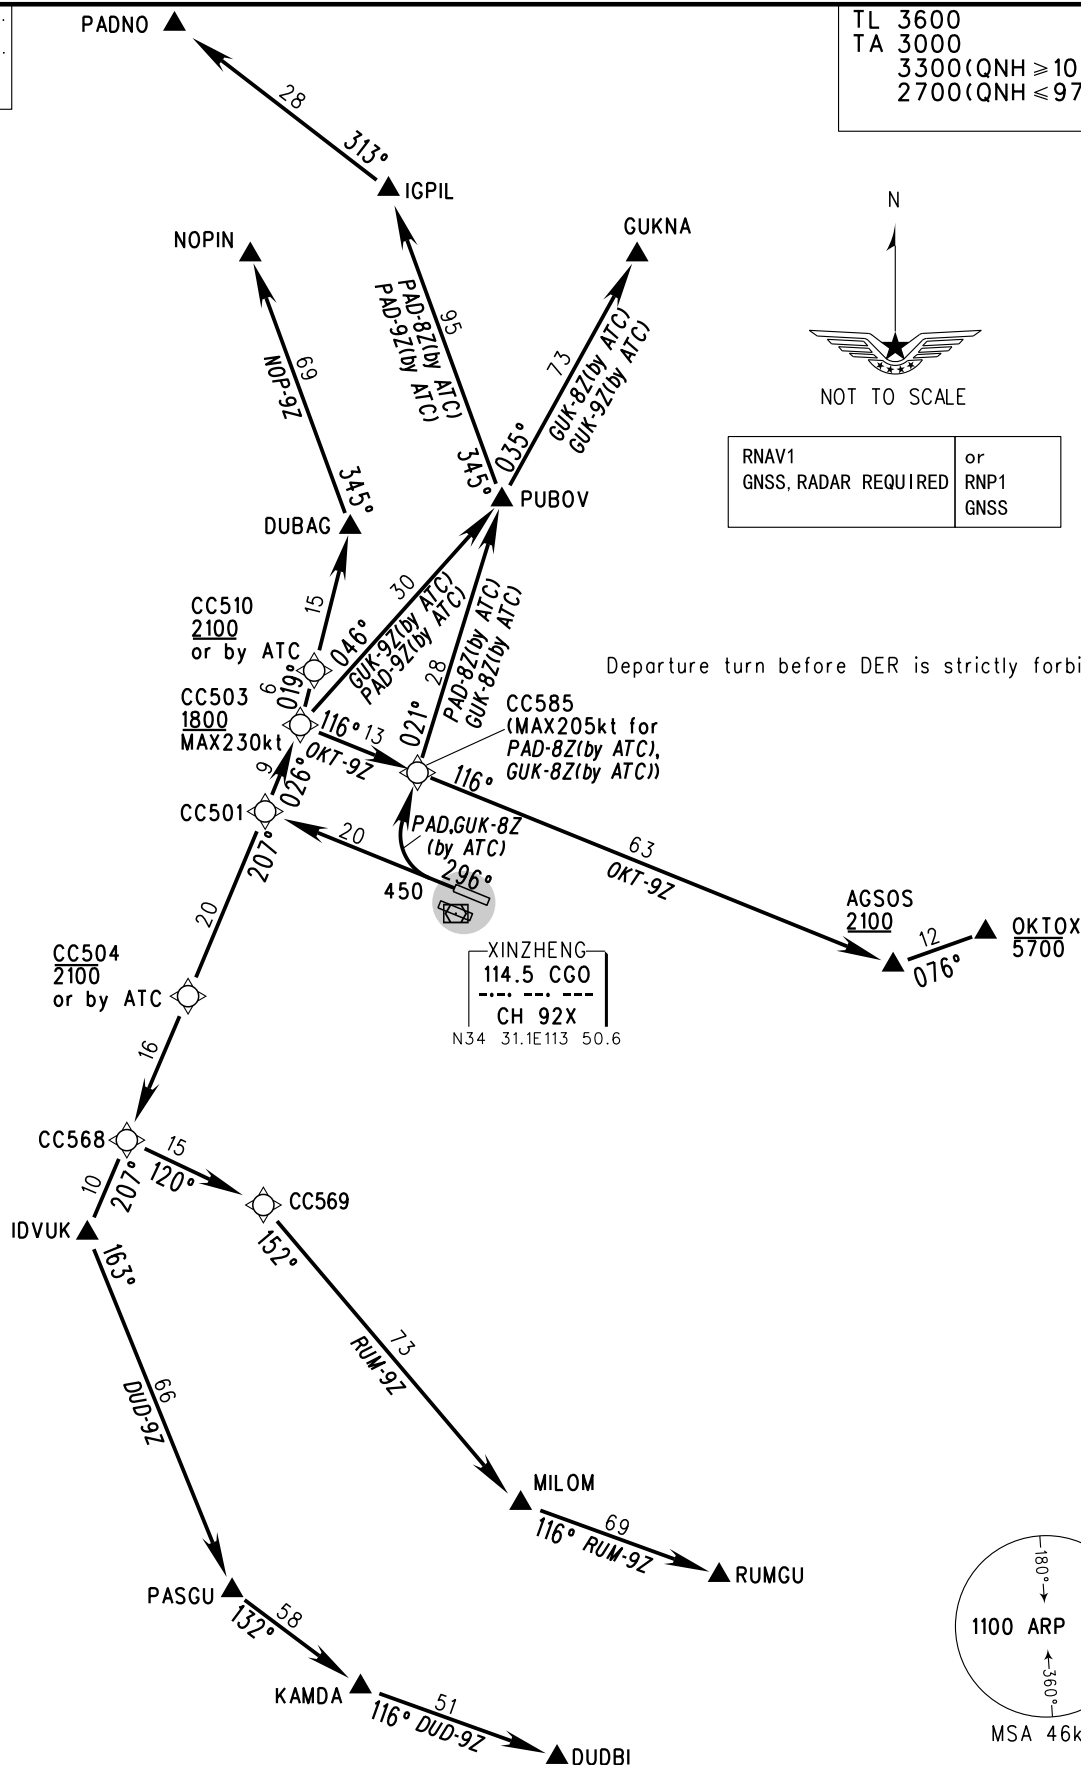 PADNO
TL 3600
TA 3000
3300(QNH ≥ 10
2700(QNH ≤ 97
28
313°
IGPIL
N
NOPIN
GUKNA
95
PAD-8Z(by ATC)
PAD-9Z(by ATC)
73
GUK-8Z(by ATC)
GUK-9Z(by ATC)
69
NOP-9Z
NOT TO SCALE
RNAV1
GNSS, RADAR REQUIRED
or
RNP1
GNSS
345°
035°
345°
PUBOV
DUBAG
15
30
GUK-9Z(by ATC)
PAD-9Z(by ATC)
046°
28
PAD-8Z(by ATC)
GUK-8Z(by ATC)
021°
CC510
2100
or by ATC
Departure turn before DER is strictly forbi
6
019°
CC503
1800
MAX230kt
116°
13
OKT-9Z
CC585
(MAX205kt for
PAD-8Z(by ATC),
GUK-8Z(by ATC))
116°
63
OKT-9Z
9
026°
CC501
20
PAD,GUK-8Z
(by ATC)
296°
450
207°
20
AGSOS
2100
12
076°
OKTOX
5700
XINZHENG
114.5 CGO
-·-· --· ---
CH 92X
N34 31.1E113 50.6
CC504
2100
or by ATC
16
CC568
15
120°
10
207°
CC569
IDVUK
163°
152°
73
RUM-9Z
66
DUD-9Z
MILOM
69
116° RUM-9Z
RUMGU
PASGU
58
132°
KAMDA
51
116° DUD-9Z
DUDBI
180°
1100 ARP
360°
MSA 46k